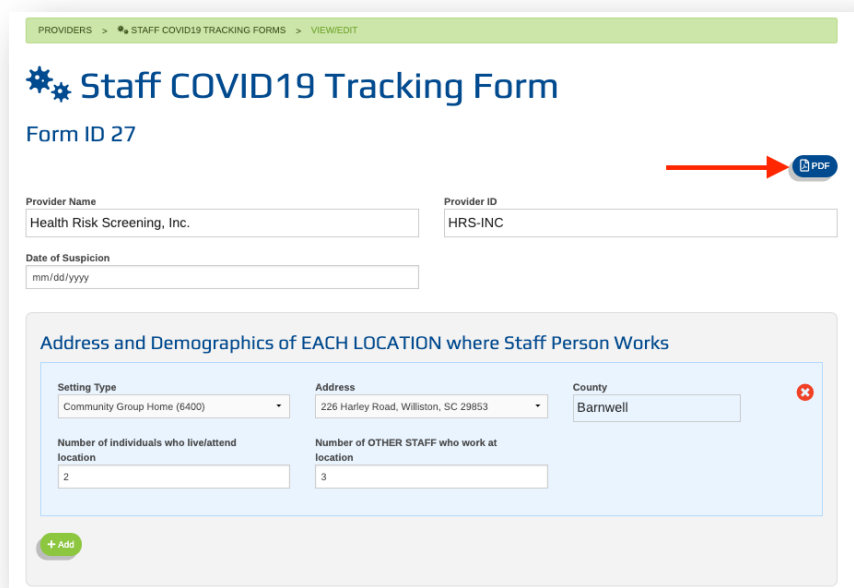 PROVIDERS > STAFF COVID19 TRACKING FORMS > VIEW/EDIT
Staff COVID19 Tracking Form
Form ID 27
PDF
Provider Name Provider ID
Health Risk Screening, Inc. HRS-INC
Date of Suspicion
mm/dd/yyyy
Address and Demographics of EACH LOCATION where Staff Person Works
Setting Type Address County
Community Group Home (6400) 226 Harley Road, Williston, SC 29853 Barnwell
Number of individuals who live/attend Number of OTHER STAFF who work at
location location
2 3
+ Add